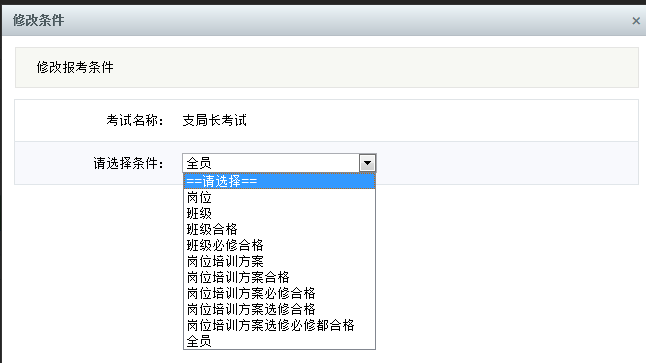 修改条件
修改报考条件
考试名称: 支局长考试
请选择条件: 全员
==请选择==
岗位
班级
班级合格
班级必修合格
岗位培训方案
岗位培训方案合格
岗位培训方案必修合格
岗位培训方案选修合格
岗位培训方案选修必修都合格
全员